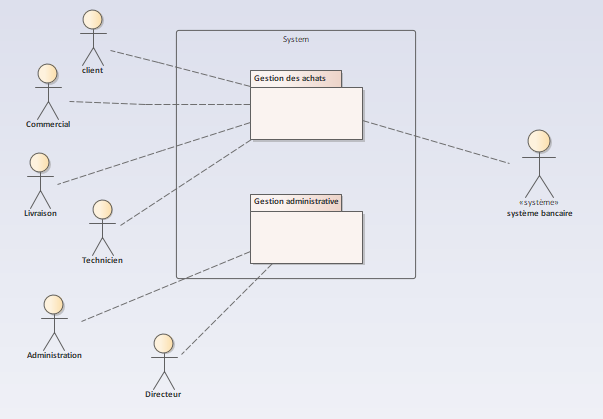 System
client
Gestion des achats
Commercial
Livraison
Gestion administrative
«système»
système bancaire
Technicien
Administration
Directeur